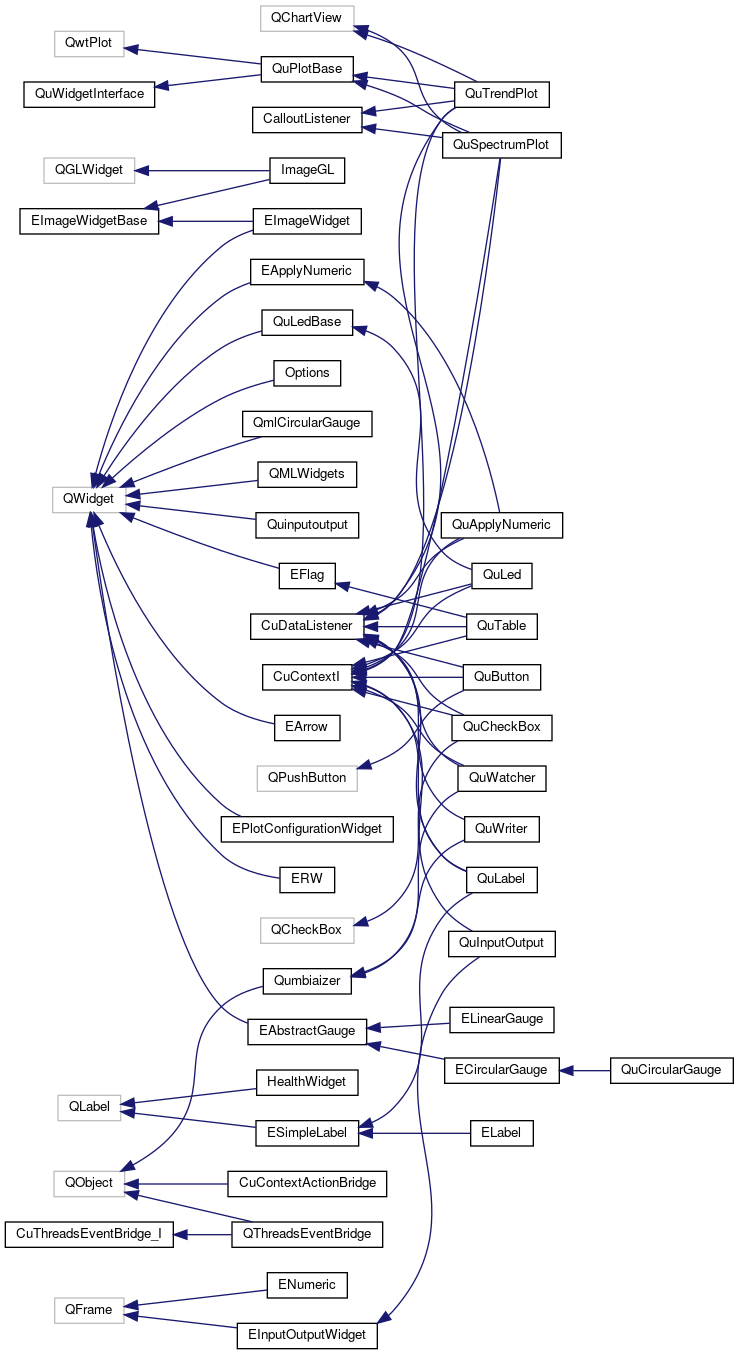 QChartView
QwtPlot
QuPlotBase
QuWidgetInterface
QuTrendPlot
CalloutListener
QuSpectrumPlot
QGLWidget
ImageGL
EImageWidgetBase
EImageWidget
EApplyNumeric
QuLedBase
Options
QmlCircularGauge
QMLWidgets
QWidget
Quinputoutput
QuApplyNumeric
EFlag
QuLed
CuDataListener
QuTable
CuContextI
QuButton
EArrow
QuCheckBox
QPushButton
QuWatcher
EPlotConfigurationWidget
QuWriter
ERW
QuLabel
QCheckBox
QuInputOutput
Qumbiaizer
ELinearGauge
EAbstractGauge
ECircularGauge
QuCircularGauge
HealthWidget
QLabel
ESimpleLabel
ELabel
QObject
CuContextActionBridge
CuThreadsEventBridge_I
QThreadsEventBridge
ENumeric
QFrame
EInputOutputWidget